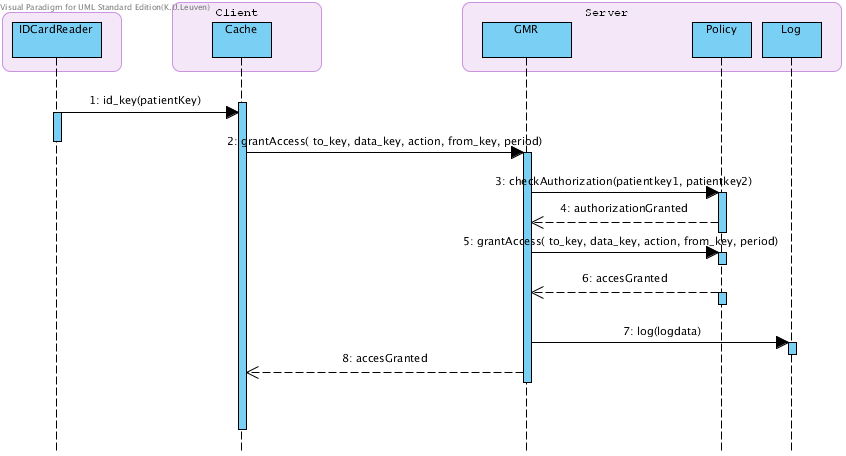 Visual Paradigm for UML Standard Edition(K.U.Leuven)
Client
Server
IDCardReader
Cache
GMR
Policy
Log
1: id_key(patientKey)
2: grantAccess( to_key, data_key, action, from_key, period)
3: checkAuthorization(patientkey1, patientkey2)
4: authorizationGranted
5: grantAccess( to_key, data_key, action, from_key, period)
6: accesGranted
7: log(logdata)
8: accesGranted